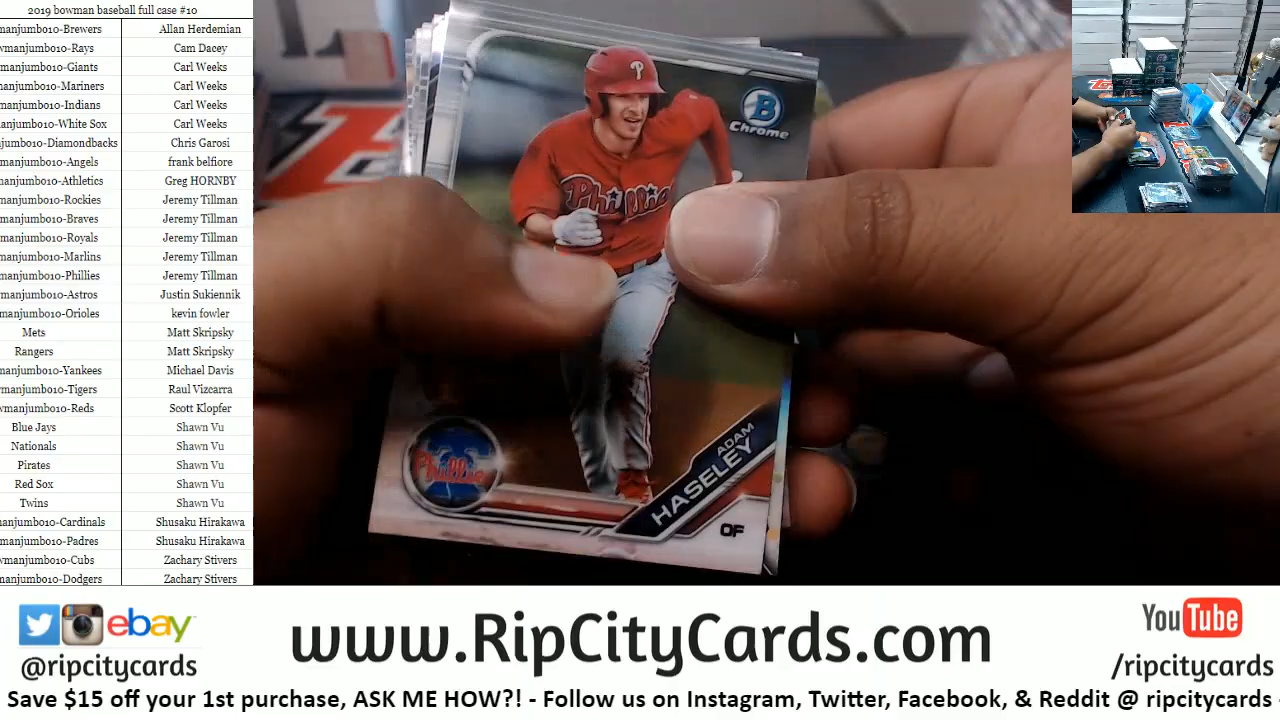 2019 bowman baseball full case #10
manjumbo10-Brewers Allan Herdemian
wmanjumbo10-Rays Cam Dacey
manjumbo10-Giants Carl Weeks
manjumbo10-Mariners Carl Weeks
manjumbo10-Indians Carl Weeks
manjumbo10-White Sox Carl Weeks
njumbo10-Diamondbacks Chris Garosi
manjumbo10-Angels frank belfiore
manjumbo10-Athletics Greg HORNBY
manjumbo10-Rockies Jeremy Tillman
manjumbo10-Braves Jeremy Tillman
manjumbo10-Royals Jeremy Tillman
manjumbo10-Marlins Jeremy Tillman
manjumbo10-Phillies Jeremy Tillman
manjumbo10-Astros Justin Sukiennik
manjumbo10-Orioles kevin fowler
Mets Matt Skripsky
Rangers Matt Skripsky
manjumbo10-Yankees Michael Davis
wmanjumbo10-Tigers Raul Vizcarra
wmanjumbo10-Reds Scott Klopfer
Blue Jays Shawn Vu
Nationals Shawn Vu
Pirates Shawn Vu
Red Sox Shawn Vu
Twins Shawn Vu
manjumbo10-Cardinals Shusaku Hirakawa
manjumbo10-Padres Shusaku Hirakawa
wmanjumbo10-Cubs Zachary Stivers
manjumbo10-Dodgers Zachary Stivers
P
B
Chrome
Phillies
Phillies
ADAM
HASELEY
OF
ebay
@ripcitycards
www.RipCityCards.com
YouTube
/ripcitycards
Save $15 off your 1st purchase, ASK ME HOW?! - Follow us on Instagram, Twitter, Facebook, & Reddit @ ripcitycards